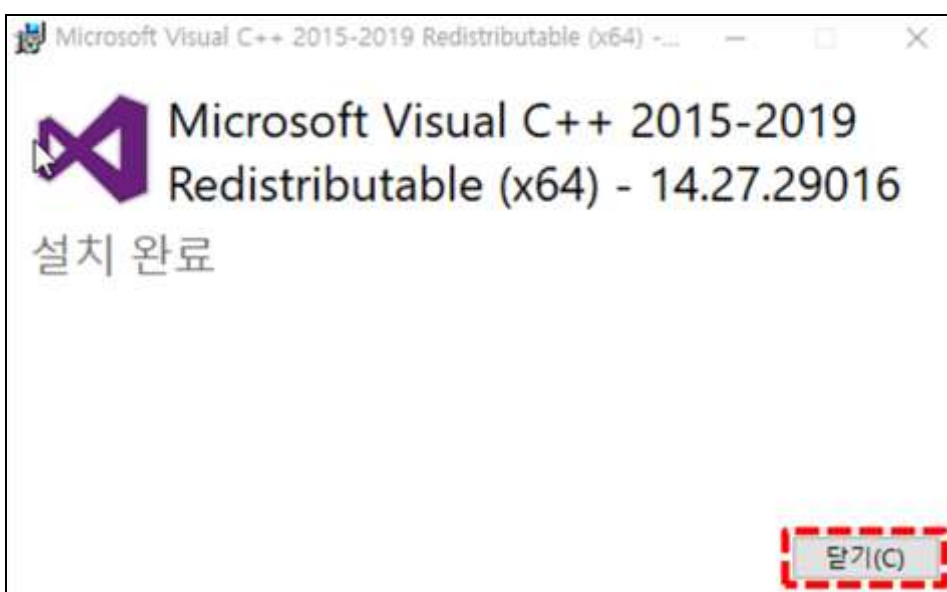 Microsoft Visual C++ 2015-2019 Redistributable (x64) -...
Microsoft Visual C++ 2015-2019
Redistributable (x64) - 14.27.29016
설치 완료
닫기(C)